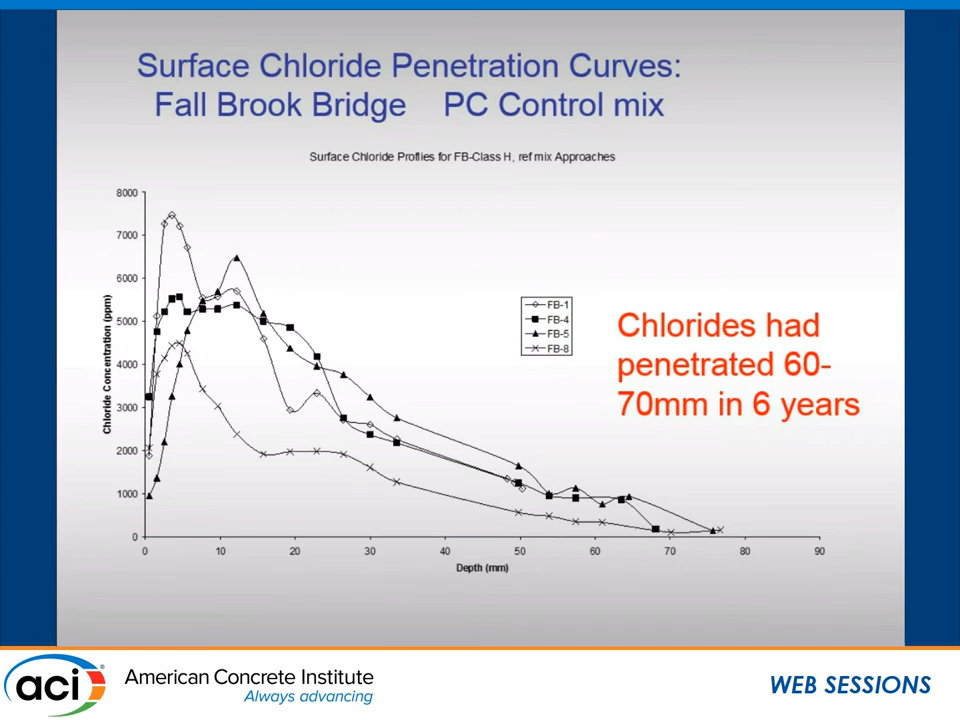 Surface Chloride Penetration Curves:
Fall Brook Bridge PC Control mix
Surface Chloride Proflies for FB-Class H, ref mix Approaches
8000
7000
6000
5000
4000
3000
2000
1000
0
Chloride Concentration (ppm)
0 10 20 30 40 50 60 70 80 90
Depth (mm)
FB-1
FB-4
FB-5
FB-8
Chlorides had
penetrated 60-
70mm in 6 years
aci®
American Concrete Institute
Always advancing
WEB SESSIONS